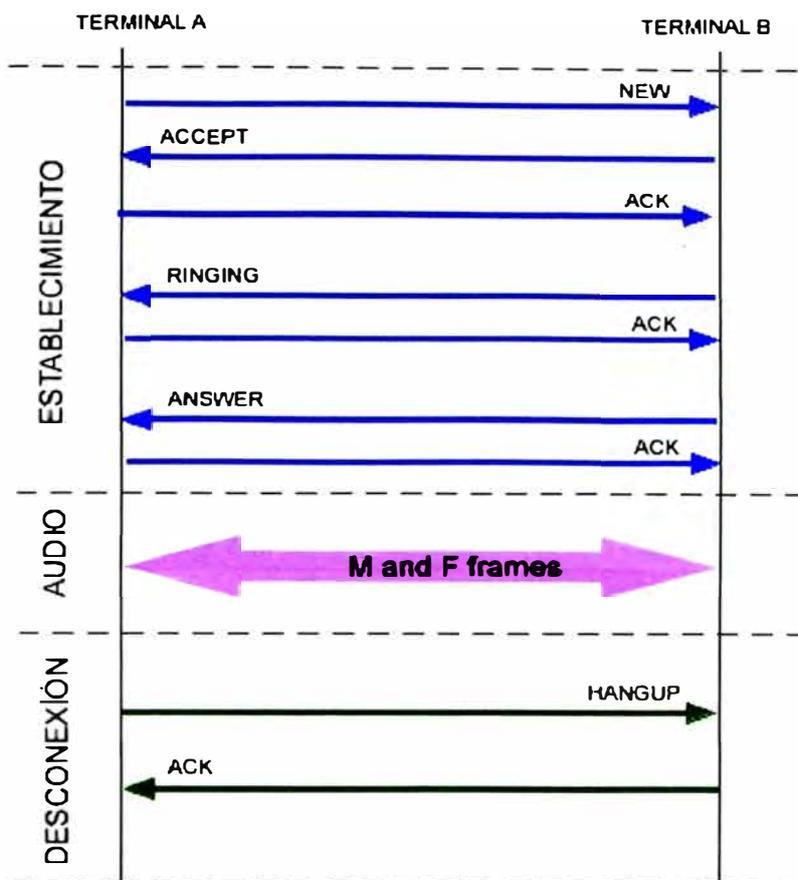 TERMINAL A
TERMINAL B
ESTABLECIMIENTO
NEW
ACCEPT
ACK
RINGING
ACK
ANSWER
ACK
AUDIO
M and F frames
DESCONEXIÓN
HANGUP
ACK